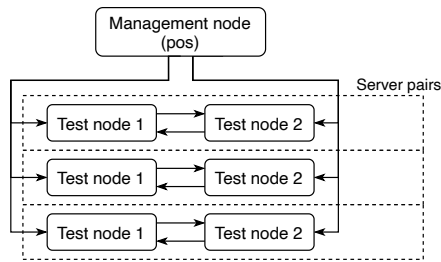 Management node
(pos)
Server pairs
Test node 1
Test node 2
Test node 1
Test node 2
Test node 1
Test node 2